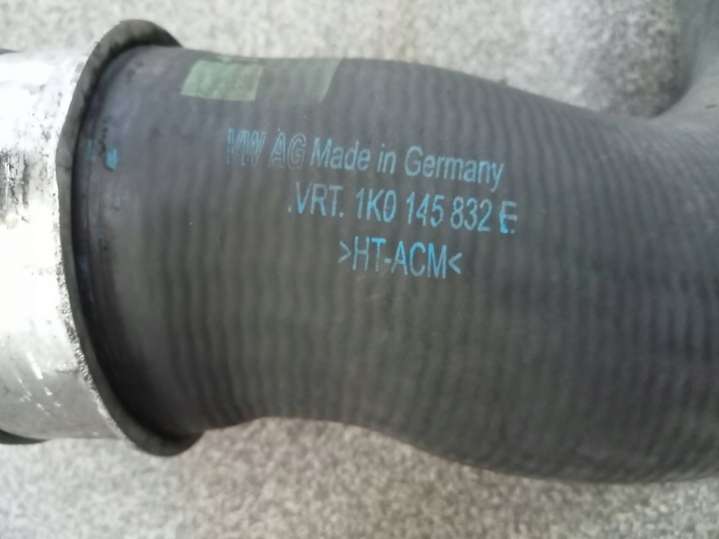 VW AG Made in Germany
.VRT. 1K0 145 832 E
>HT-ACM<